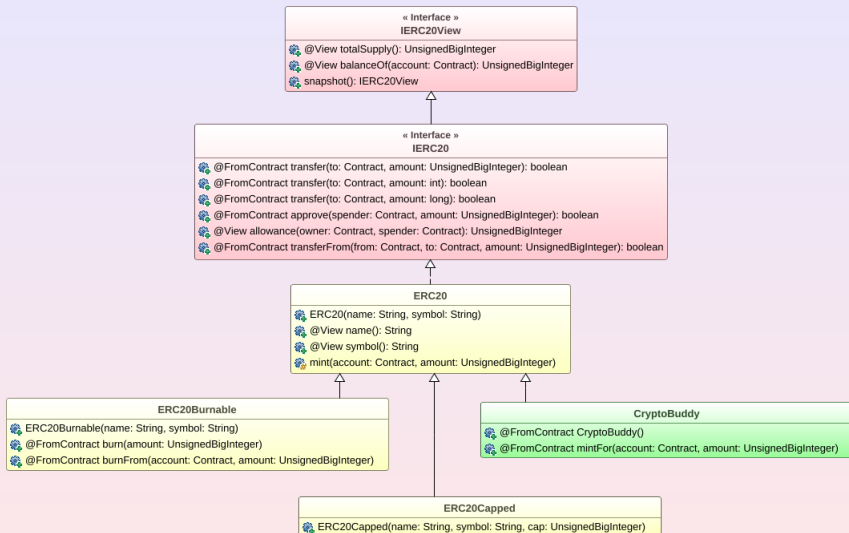 « Interface »
IERC20View
@View totalSupply(): UnsignedBigInteger
@View balanceOf(account: Contract): UnsignedBigInteger
snapshot(): IERC20View
« Interface »
IERC20
@FromContract transfer(to: Contract, amount: UnsignedBigInteger): boolean
@FromContract transfer(to: Contract, amount: int): boolean
@FromContract transfer(to: Contract, amount: long): boolean
@FromContract approve(spender: Contract, amount: UnsignedBigInteger): boolean
@View allowance(owner: Contract, spender: Contract): UnsignedBigInteger
@FromContract transferFrom(from: Contract, to: Contract, amount: UnsignedBigInteger): boolean
ERC20
ERC20(name: String, symbol: String)
@View name(): String
@View symbol(): String
mint(account: Contract, amount: UnsignedBigInteger)
ERC20Burnable
ERC20Burnable(name: String, symbol: String)
@FromContract burn(amount: UnsignedBigInteger)
@FromContract burnFrom(account: Contract, amount: UnsignedBigInteger)
CryptoBuddy
@FromContract CryptoBuddy()
@FromContract mintFor(account: Contract, amount: UnsignedBigInteger)
ERC20Capped
ERC20Capped(name: String, symbol: String, cap: UnsignedBigInteger)